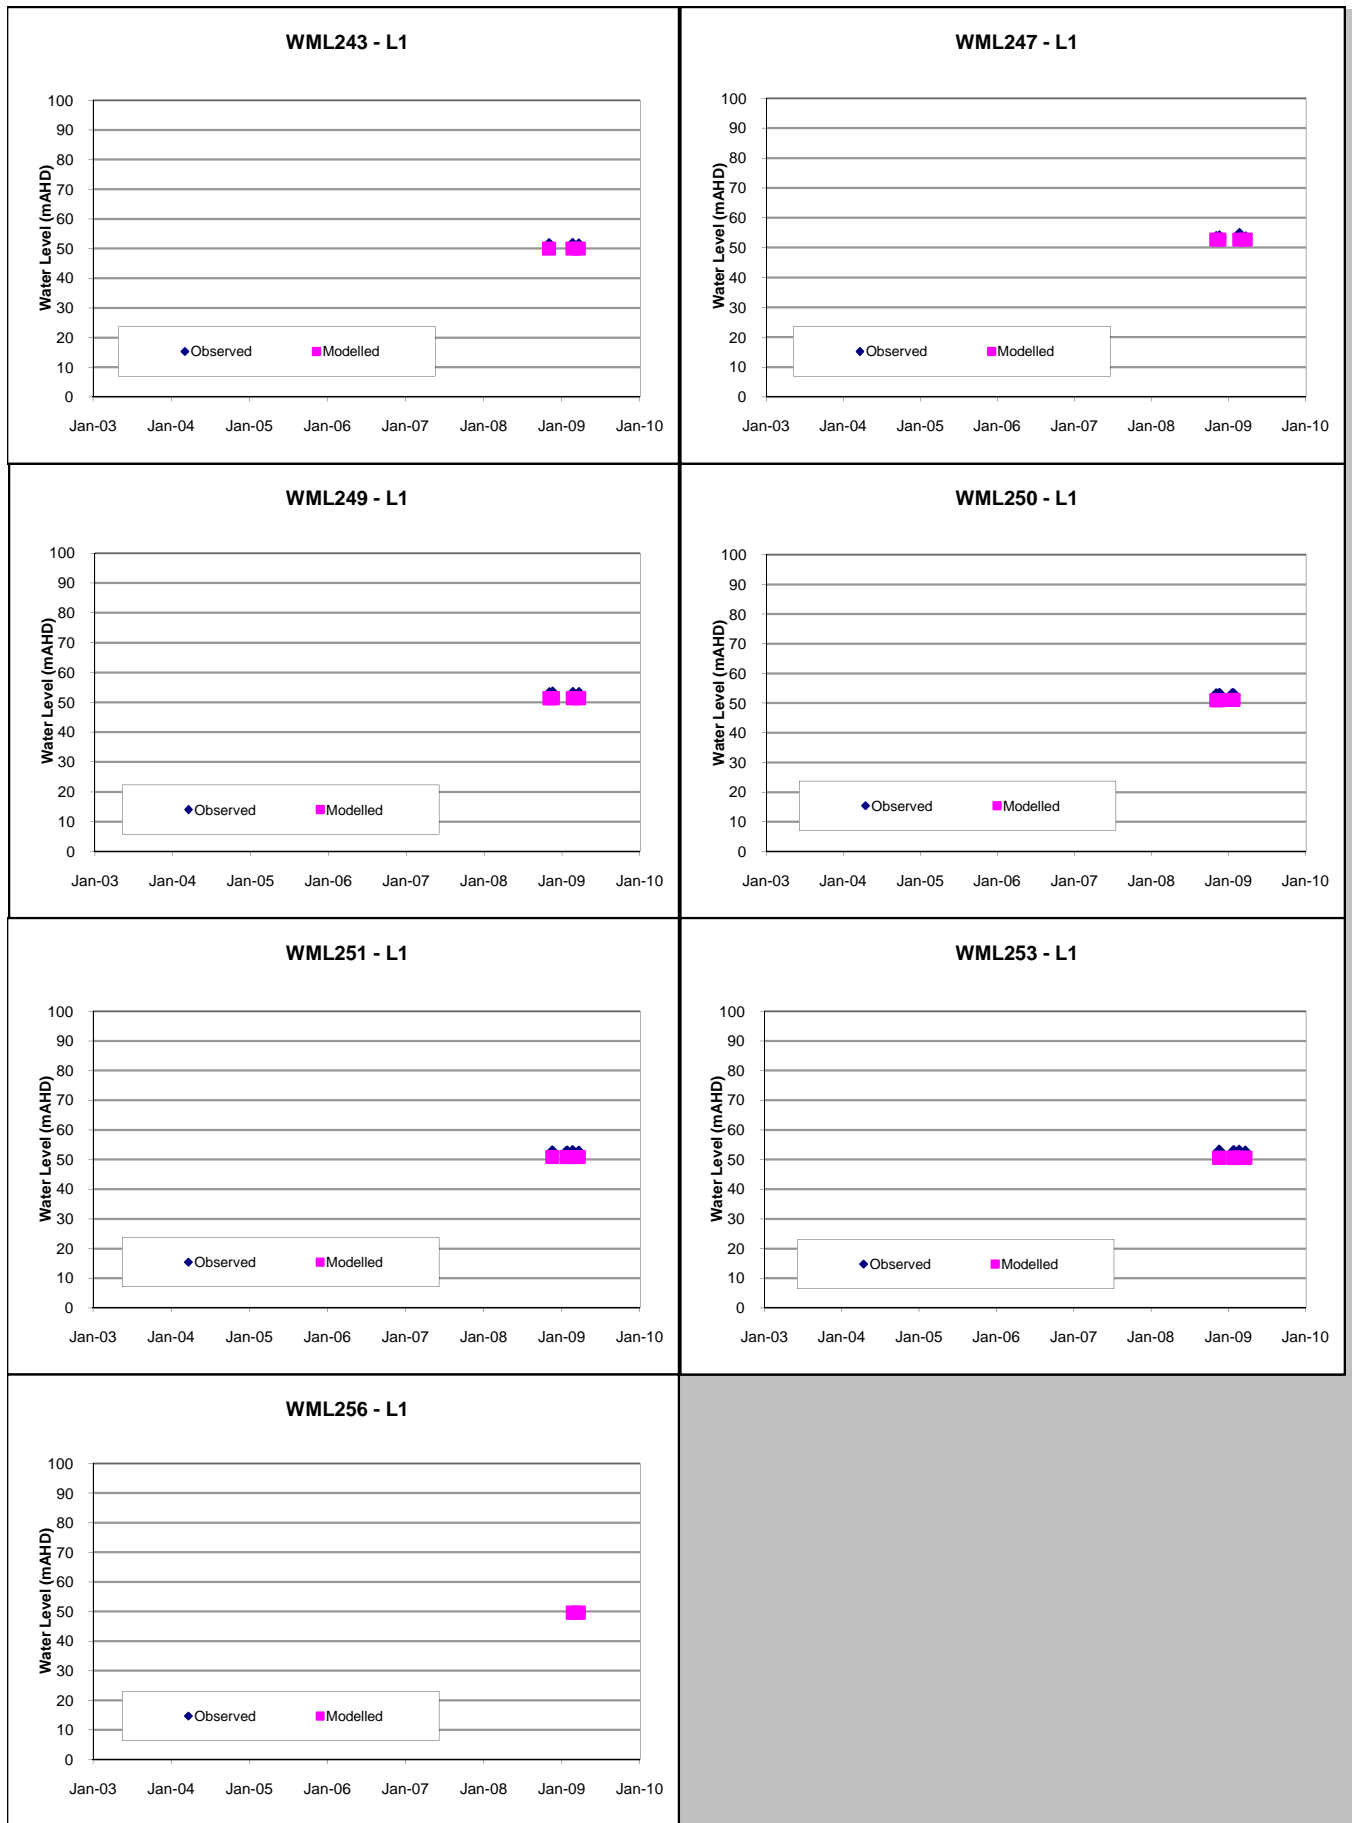 WML243 - L1
Water Level (mAHD)
100
90
80
70
60
50
40
30
20
10
0
Observed
Modelled
Jan-03 Jan-04 Jan-05 Jan-06 Jan-07 Jan-08 Jan-09 Jan-10
WML247 - L1
Water Level (mAHD)
100
90
80
70
60
50
40
30
20
10
0
Observed
Modelled
Jan-03 Jan-04 Jan-05 Jan-06 Jan-07 Jan-08 Jan-09 Jan-10
WML249 - L1
Water Level (mAHD)
100
90
80
70
60
50
40
30
20
10
0
Observed
Modelled
Jan-03 Jan-04 Jan-05 Jan-06 Jan-07 Jan-08 Jan-09 Jan-10
WML250 - L1
Water Level (mAHD)
100
90
80
70
60
50
40
30
20
10
0
Observed
Modelled
Jan-03 Jan-04 Jan-05 Jan-06 Jan-07 Jan-08 Jan-09 Jan-10
WML251 - L1
Water Level (mAHD)
100
90
80
70
60
50
40
30
20
10
0
Observed
Modelled
Jan-03 Jan-04 Jan-05 Jan-06 Jan-07 Jan-08 Jan-09 Jan-10
WML253 - L1
Water Level (mAHD)
100
90
80
70
60
50
40
30
20
10
0
Observed
Modelled
Jan-03 Jan-04 Jan-05 Jan-06 Jan-07 Jan-08 Jan-09 Jan-10
WML256 - L1
Water Level (mAHD)
100
90
80
70
60
50
40
30
20
10
0
Observed
Modelled
Jan-03 Jan-04 Jan-05 Jan-06 Jan-07 Jan-08 Jan-09 Jan-10